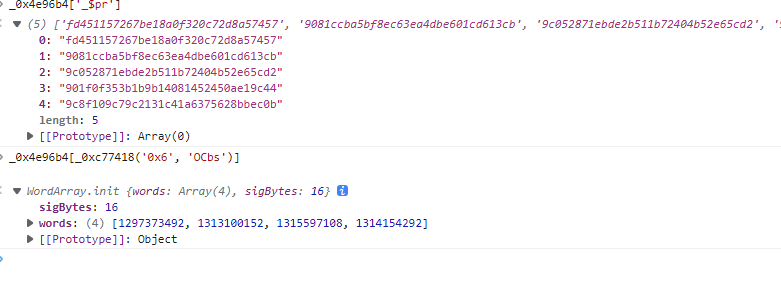 _0x4e96b4['_$pr']
(5) ['fd451157267be18a0f320c72d8a57457', '9081ccba5bf8ec63ea4dbe601cd613cb', '9c052871ebde2b511b72404b52e65cd2', '9
0: "fd451157267be18a0f320c72d8a57457"
1: "9081ccba5bf8ec63ea4dbe601cd613cb"
2: "9c052871ebde2b511b72404b52e65cd2"
3: "901f0f353b1b9b14081452450ae19c44"
4: "9c8f109c79c2131c41a6375628bbec0b"
length: 5
[[Prototype]]: Array(0)
_0x4e96b4[_0xc77418('0x6', 'OCbs')]
WordArray.init {words: Array(4), sigBytes: 16} i
sigBytes: 16
words: (4) [1297373492, 1313100152, 1315597108, 1314154292]
[[Prototype]]: Object